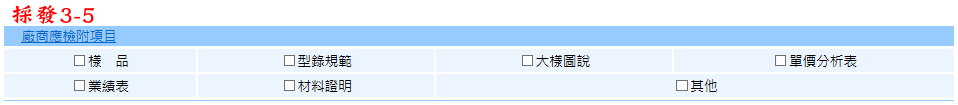 採發3-5
廠商應檢附項目
□樣　品 □型錄規範 □大樣圖說 □單價分析表
□業績表 □材料證明 □其他